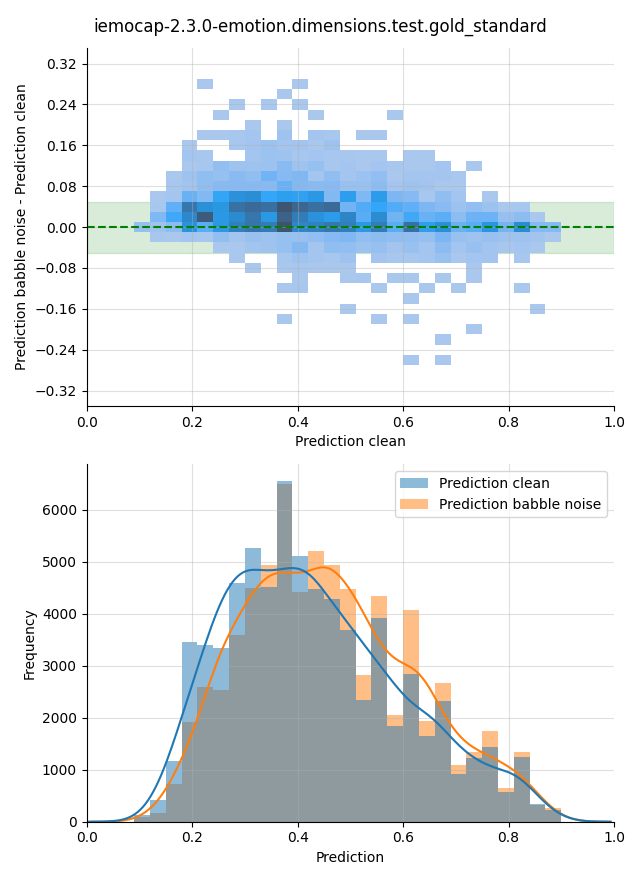 iemocap-2.3.0-emotion.dimensions.test.gold_standard
Prediction babble noise - Prediction clean
0.32
0.24
0.16
0.08
0.00
−0.08
−0.16
−0.24
−0.32
0.0 0.2 0.4 0.6 0.8 1.0
Prediction clean
Frequency
6000
5000
4000
3000
2000
1000
0
Prediction clean
Prediction babble noise
0.0 0.2 0.4 0.6 0.8 1.0
Prediction